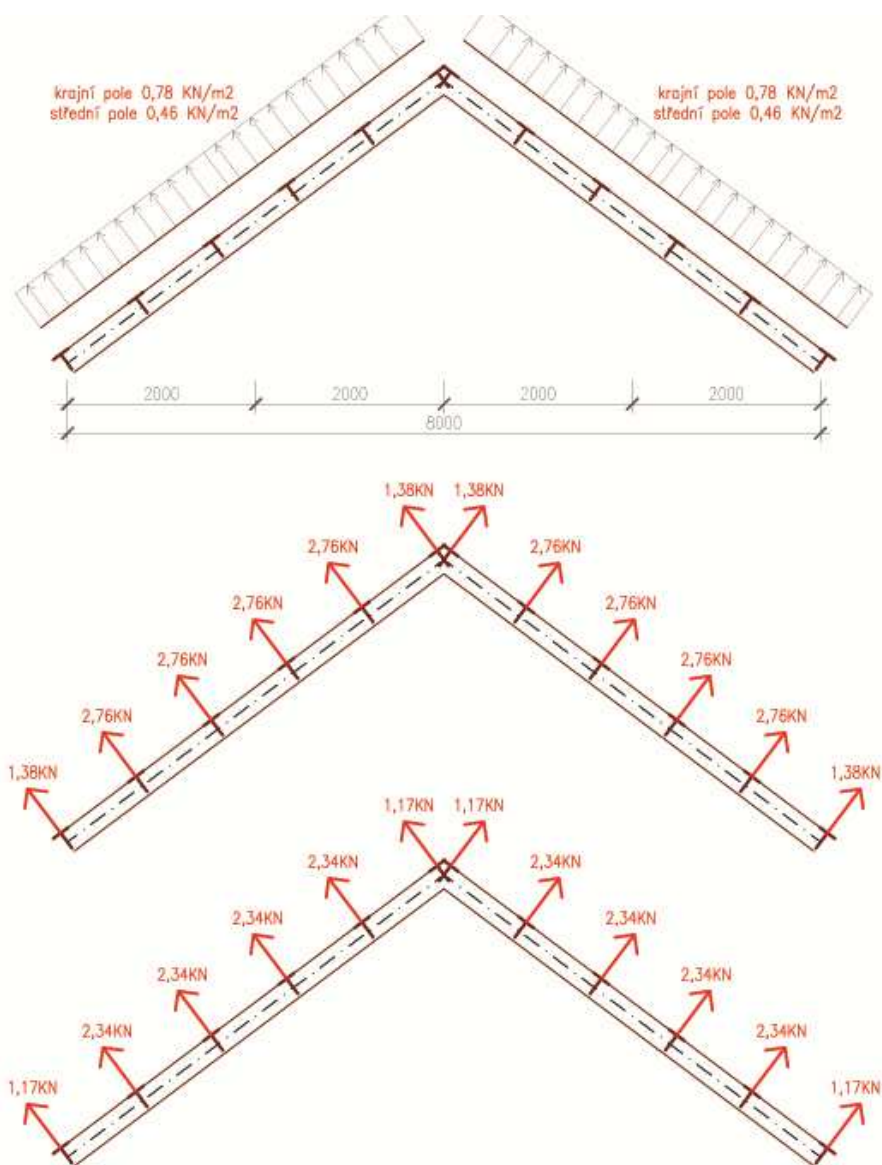 krajní pole 0,78 KN/m2
střední pole 0,46 KN/m2
krajní pole 0,78 KN/m2
střední pole 0,46 KN/m2
2000
2000
2000
2000
8000
1,38KN
1,38KN
2,76KN
2,76KN
2,76KN
2,76KN
2,76KN
2,76KN
2,76KN
2,76KN
1,38KN
1,38KN
1,17KN
1,17KN
2,34KN
2,34KN
2,34KN
2,34KN
2,34KN
2,34KN
2,34KN
2,34KN
1,17KN
1,17KN